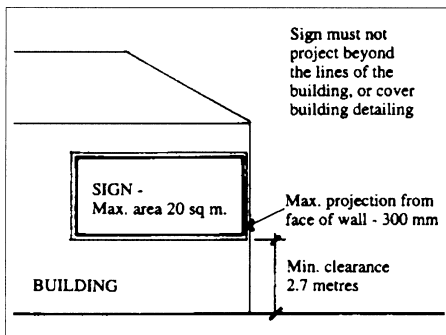 Sign must not
project beyond
the lines of the
building, or cover
building detailing
SIGN -
Max. area 20 sq m.
Max. projection from
face of wall - 300 mm
Min. clearance
2.7 metres
BUILDING